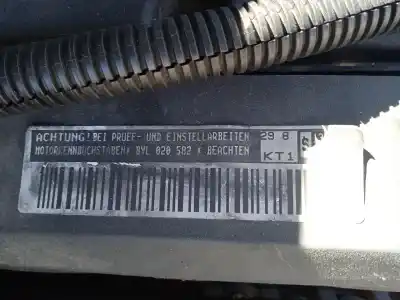 ACHTUNG! BEI PRUEF- UND EINSTELLARBEITEN
MOTORKENNBUCHSTABEN* BYL 020 582 * BEACHTEN
29 8
KT1